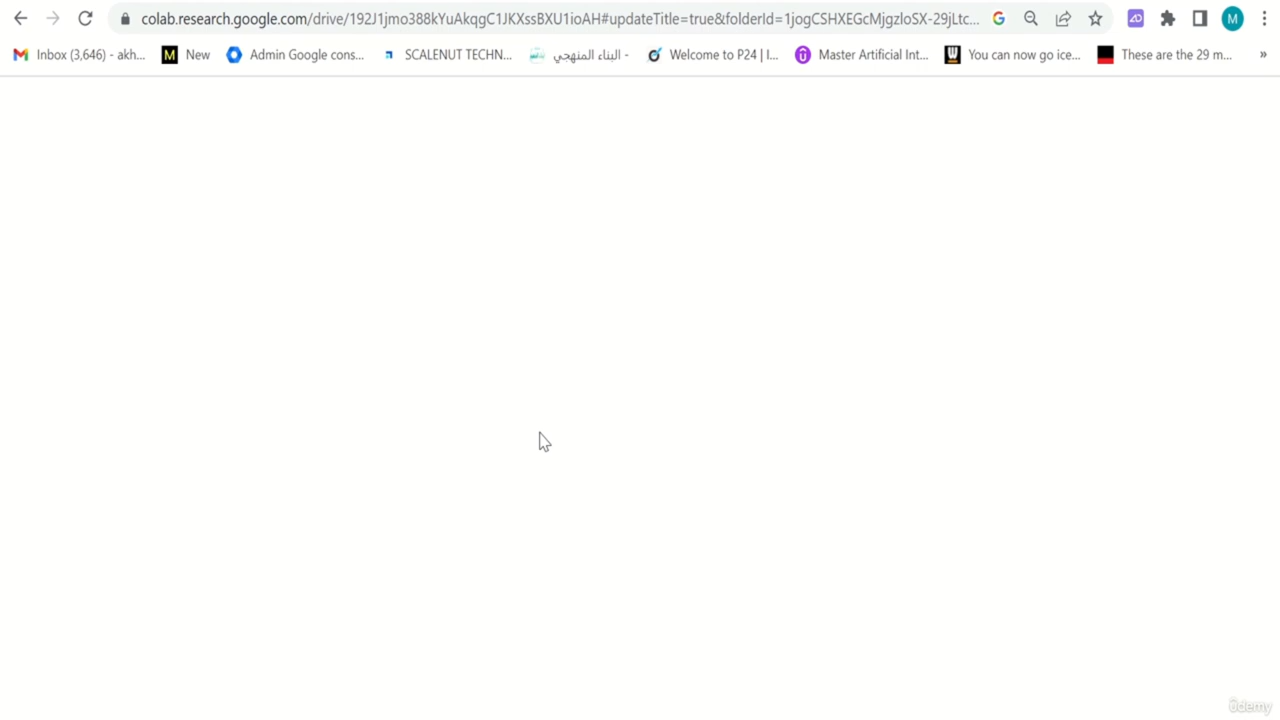 colab.research.google.com/drive/192J1jmo388kYuAkqgC1JKXssBXU1ioAH#updateTitle=true&folderId=1jogCSHXEGcMjgzloSX-29jLtc...
M
Inbox (3,646) - akh...
M New
Admin Google cons...
SCALENUT TECHN...
البناء المنهجي -
Welcome to P24 | I...
Master Artificial Int...
You can now go ice...
These are the 29 m...
»
ûdemy